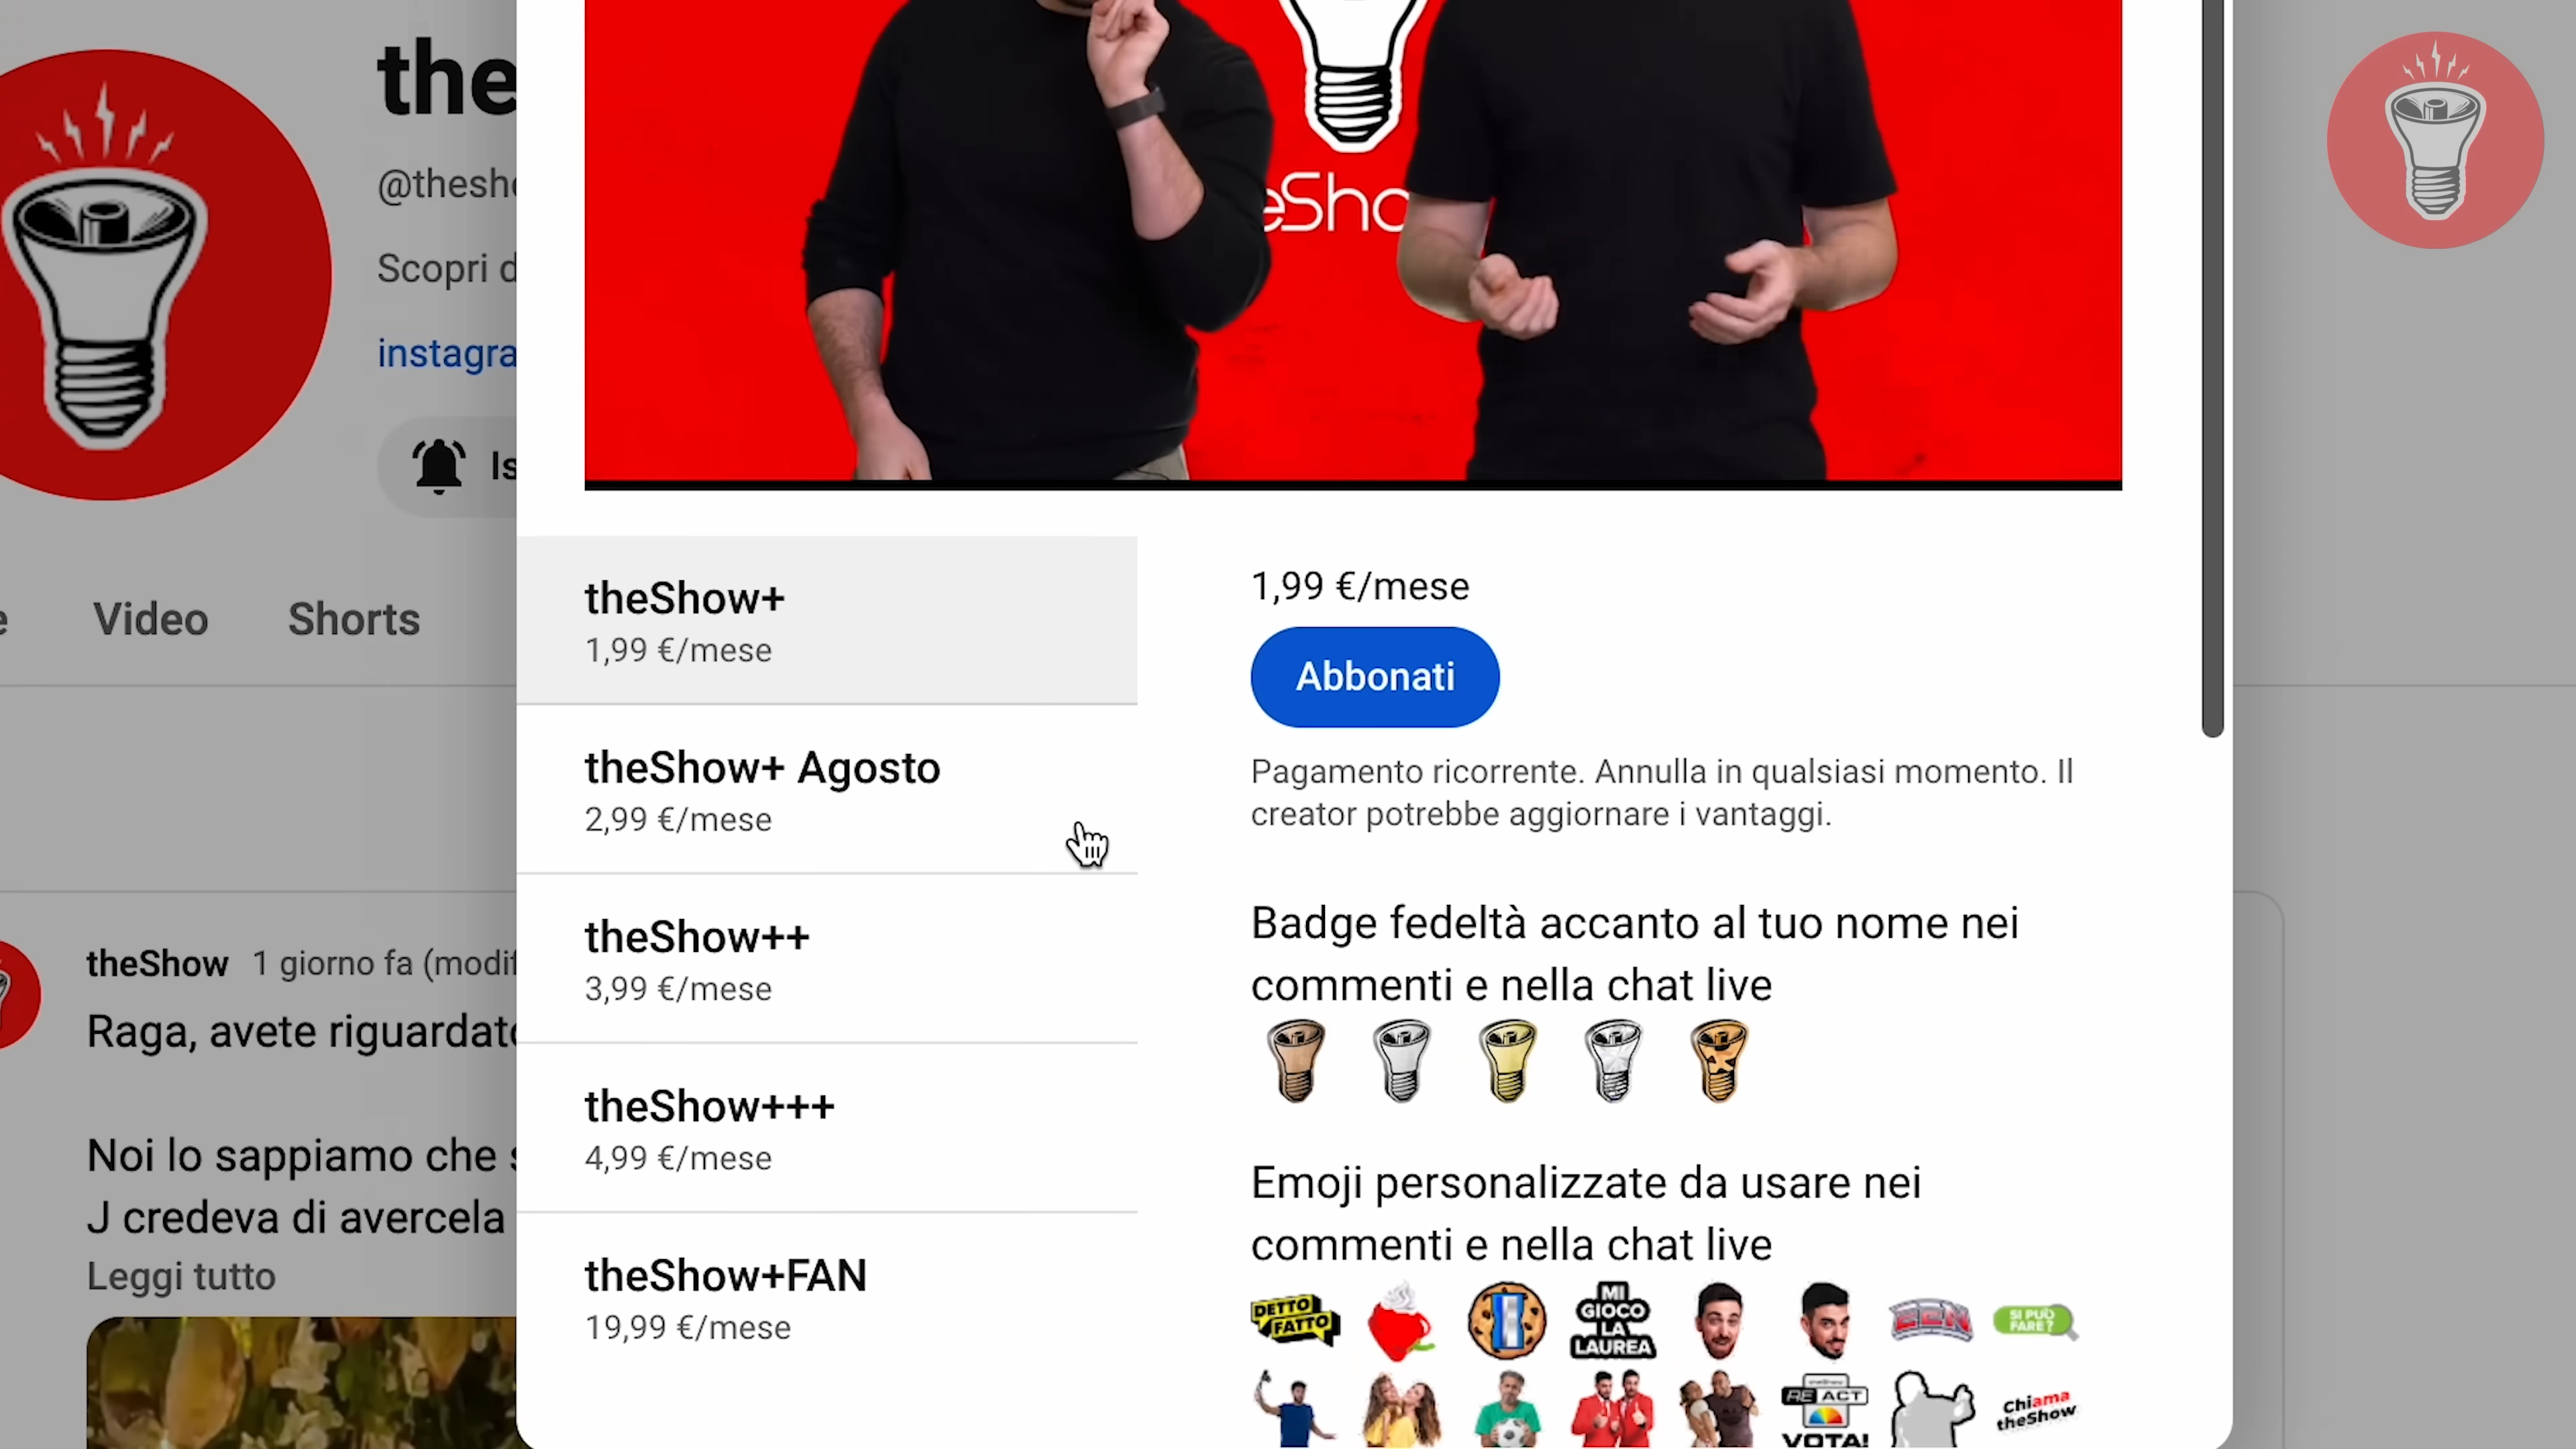 the
@thesh
Scopri d
instagra
Is
Video
Shorts
theShow 1 giorno fa (modif
Raga, avete riguardato
Noi lo sappiamo che s
J credeva di avercela
Leggi tutto
eSho
theShow+
1,99 €/mese
theShow+ Agosto
2,99 €/mese
theShow++
3,99 €/mese
theShow+++
4,99 €/mese
theShow+FAN
19,99 €/mese
1,99 €/mese
Abbonati
Pagamento ricorrente. Annulla in qualsiasi momento. Il
creator potrebbe aggiornare i vantaggi.
Badge fedeltà accanto al tuo nome nei
commenti e nella chat live
Emoji personalizzate da usare nei
commenti e nella chat live
DETTO
FATTO
MI
GIOCO
LA
LAUREA
SI PUÒ
FARE?
RE ACT
VOTA!
Chiama
theShow